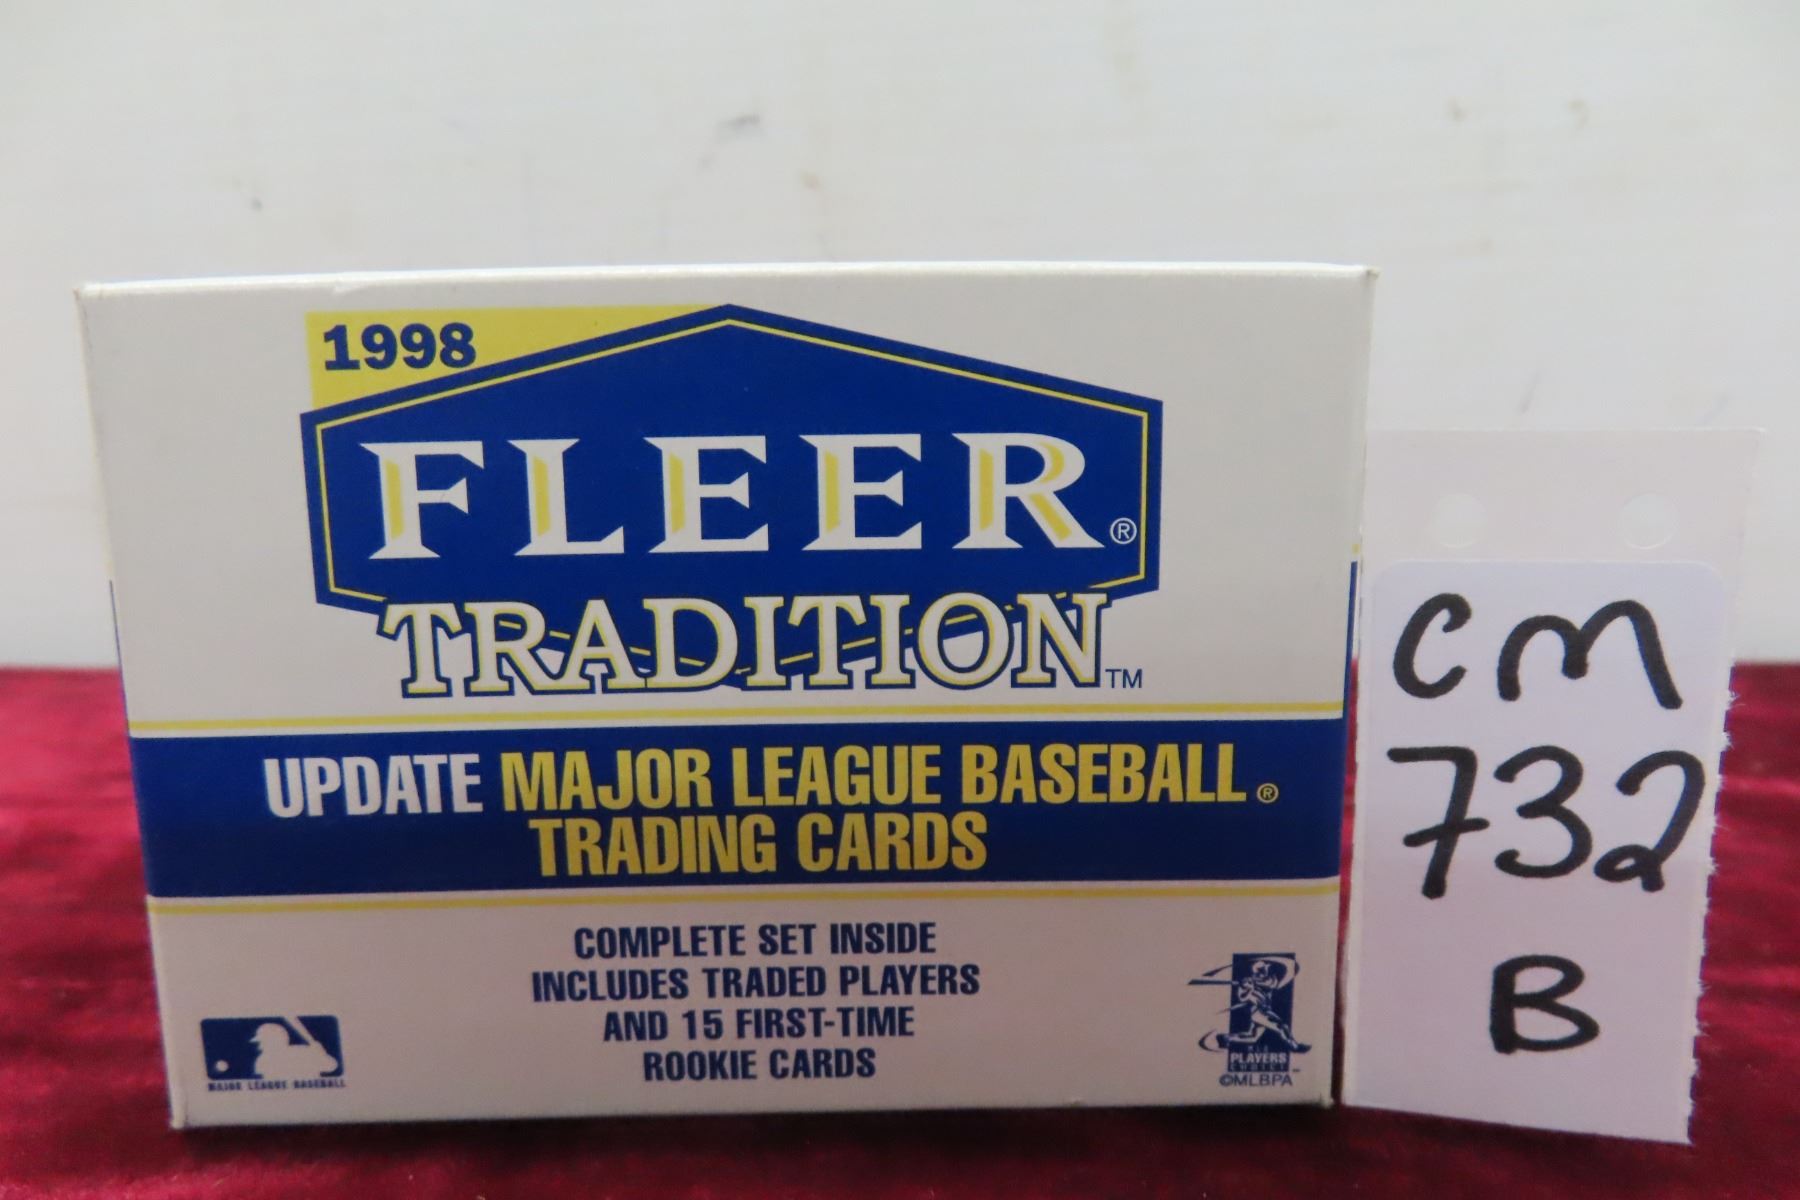 1998
FLEER®
TRADITION™
UPDATE MAJOR LEAGUE BASEBALL®
TRADING CARDS
COMPLETE SET INSIDE
INCLUDES TRADED PLAYERS
AND 15 FIRST-TIME
ROOKIE CARDS
MAJOR LEAGUE BASEBALL
PLAYERS
CHOICE
©MLBPA
CM
732
B